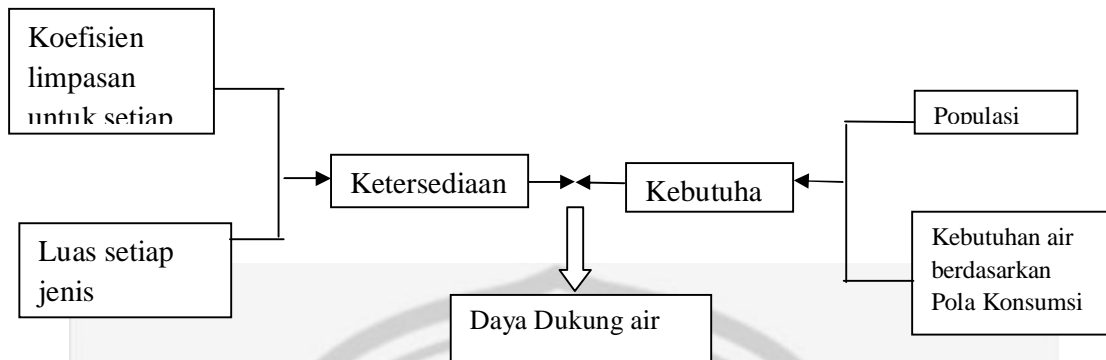 Koefisien
limpasan
untuk setiap
Populasi
Ketersediaan
Kebutuha
Luas setiap
jenis
Kebutuhan air
berdasarkan
Pola Konsumsi
Daya Dukung air